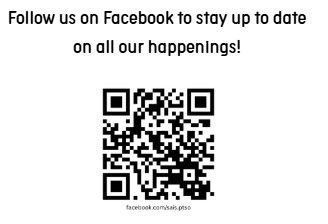 Follow us on Facebook to stay up to date
on all our happenings!
facebook.com/sais.ptso